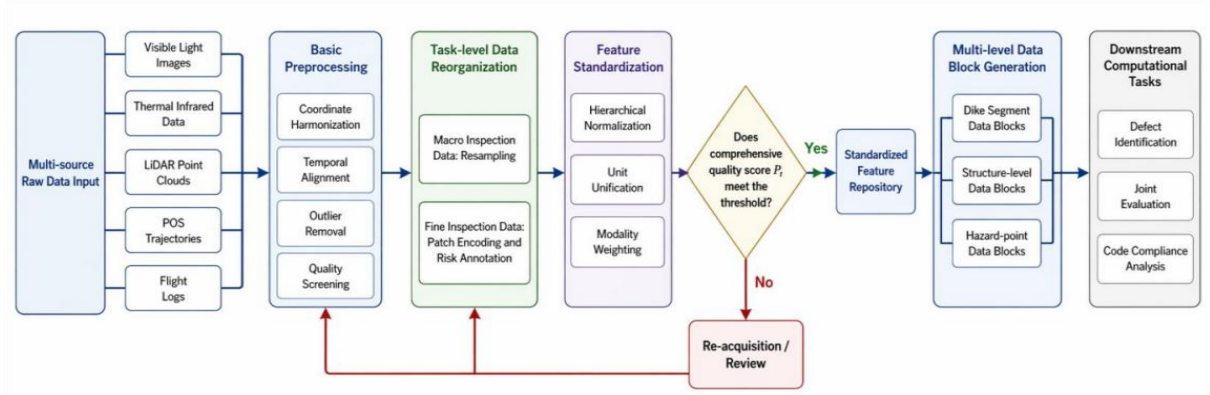 Multi-source
Raw Data Input
Visible Light
Images
Thermal Infrared
Data
LiDAR Point
Clouds
POS
Trajectories
Flight
Logs
Basic
Preprocessing
Coordinate
Harmonization
Temporal
Alignment
Outlier
Removal
Quality
Screening
Task-level Data
Reorganization
Macro Inspection
Data: Resampling
Fine Inspection Data:
Patch Encoding and
Risk Annotation
Feature
Standardization
Hierarchical
Normalization
Unit
Unification
Modality
Weighting
Does
comprehensive
quality score Pₜ
meet the
threshold?
Yes
No
Re-acquisition /
Review
Standardized
Feature
Repository
Multi-level Data
Block Generation
Dike Segment
Data Blocks
Structure-level
Data Blocks
Hazard-point
Data Blocks
Downstream
Computational
Tasks
Defect
Identification
Joint
Evaluation
Code Compliance
Analysis